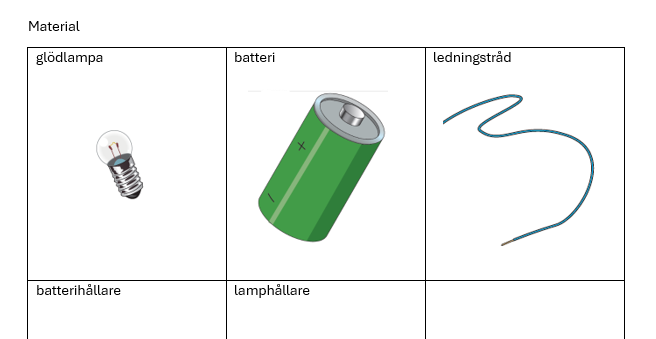 Material
glödlampa
batteri
ledningstråd
+
–
batterihållare
lamphållare